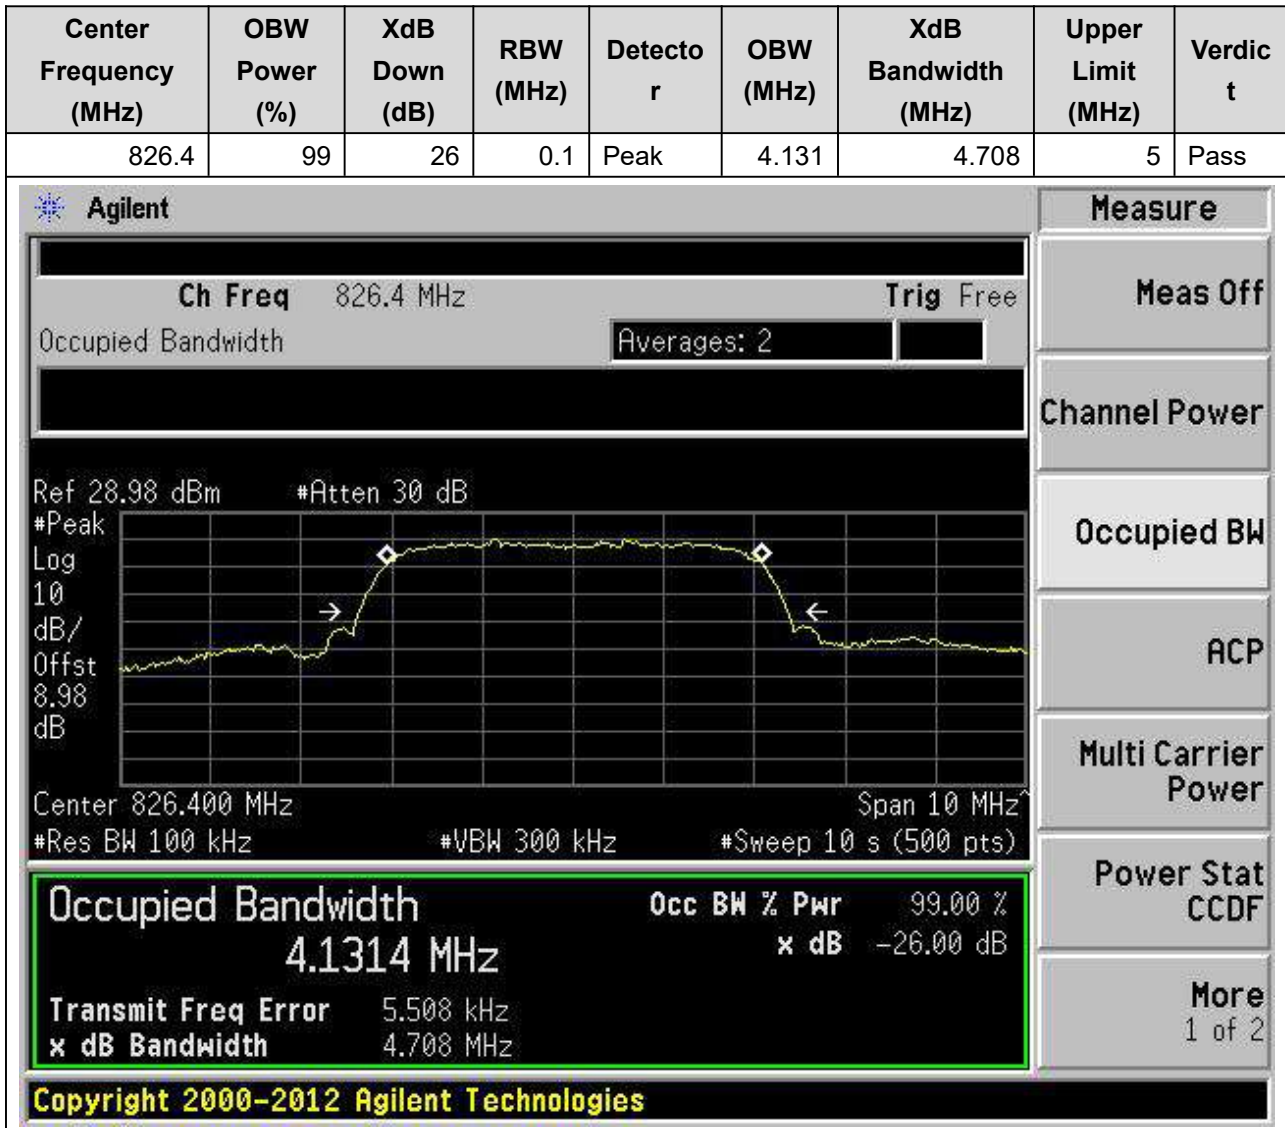 Center Frequency (MHz) OBW Power (%) XdB Down (dB) RBW (MHz) Detecto r OBW (MHz) XdB Bandwidth (MHz) Upper Limit (MHz) Verdic t
826.4 99 26 0.1 Peak 4.131 4.708 5 Pass
Agilent
Measure
Ch Freq 826.4 MHz Trig Free
Meas Off
Occupied Bandwidth Averages: 2
Channel Power
Ref 28.98 dBm #Atten 30 dB
#Peak
Log
10
dB/
Offst
8.98
dB
Occupied BW
ACP
Multi Carrier
Power
Center 826.400 MHz Span 10 MHz^
#Res BW 100 kHz #VBW 300 kHz #Sweep 10 s (500 pts)
Power Stat
CCDF
Occupied Bandwidth Occ BW % Pwr 99.00 %
4.1314 MHz x dB -26.00 dB
Transmit Freq Error 5.508 kHz
x dB Bandwidth 4.708 MHz
More
1 of 2
Copyright 2000-2012 Agilent Technologies